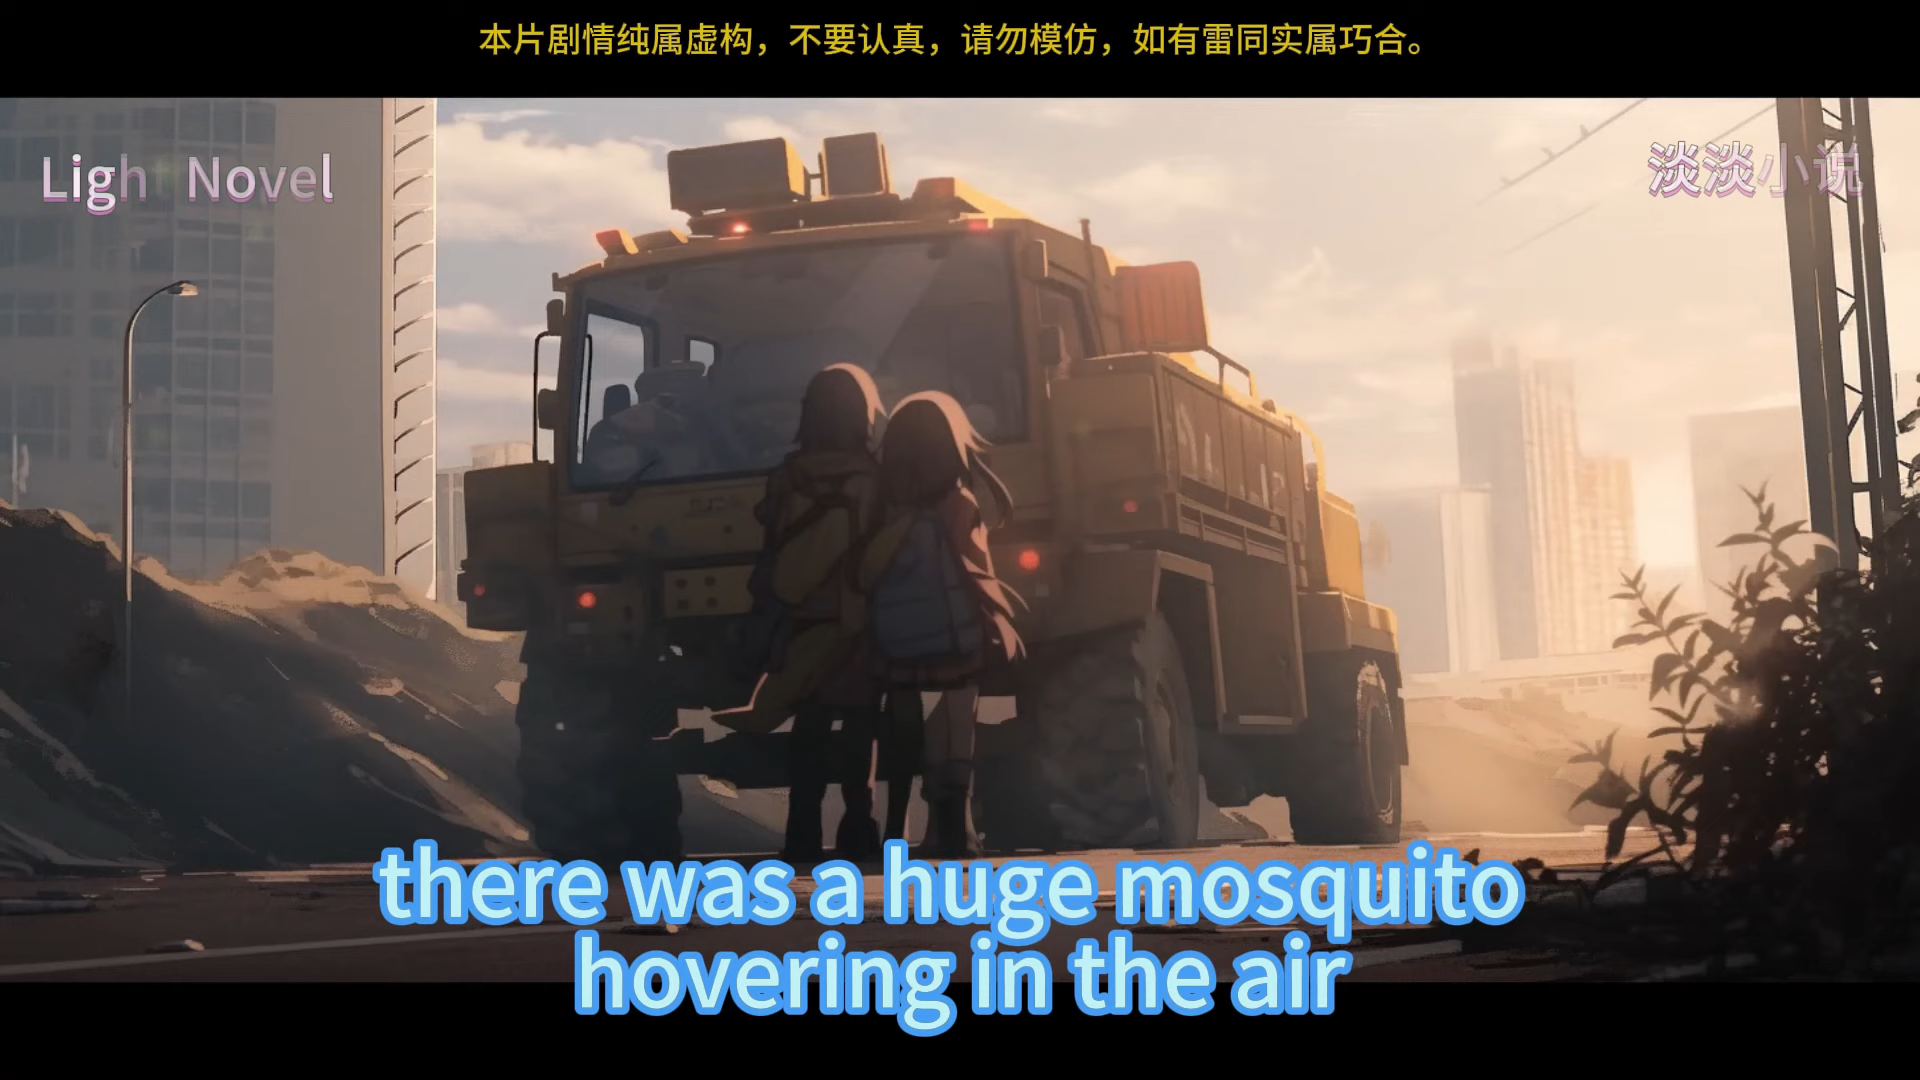 本片剧情纯属虚构，不要认真，请勿模仿，如有雷同实属巧合。
Ligh Novel
淡淡小说
there was a huge mosquito
hovering in the air